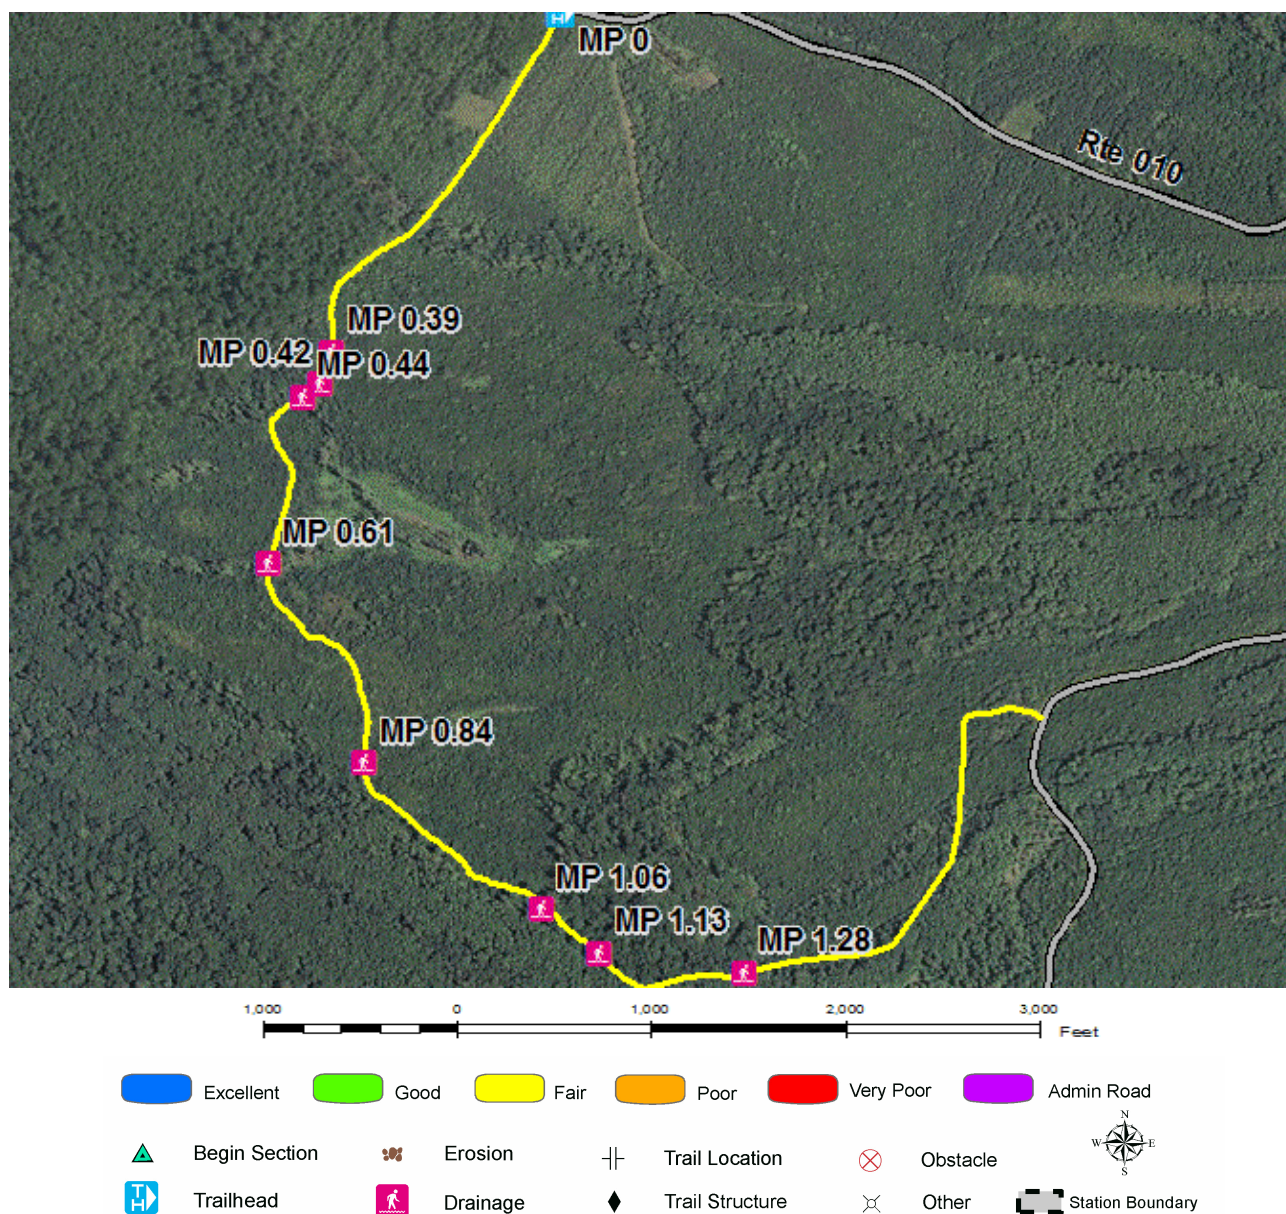 MP 0
Rte 010
MP 0.39
MP 0.42
MP 0.44
MP 0.61
MP 0.84
MP 1.06
MP 1.13
MP 1.28
1,000 0 1,000 2,000 3,000
Feet
Excellent Good Fair Poor Very Poor Admin Road
N
W E
S
Begin Section Erosion Trail Location Obstacle
TH Trailhead Drainage Trail Structure Other Station Boundary